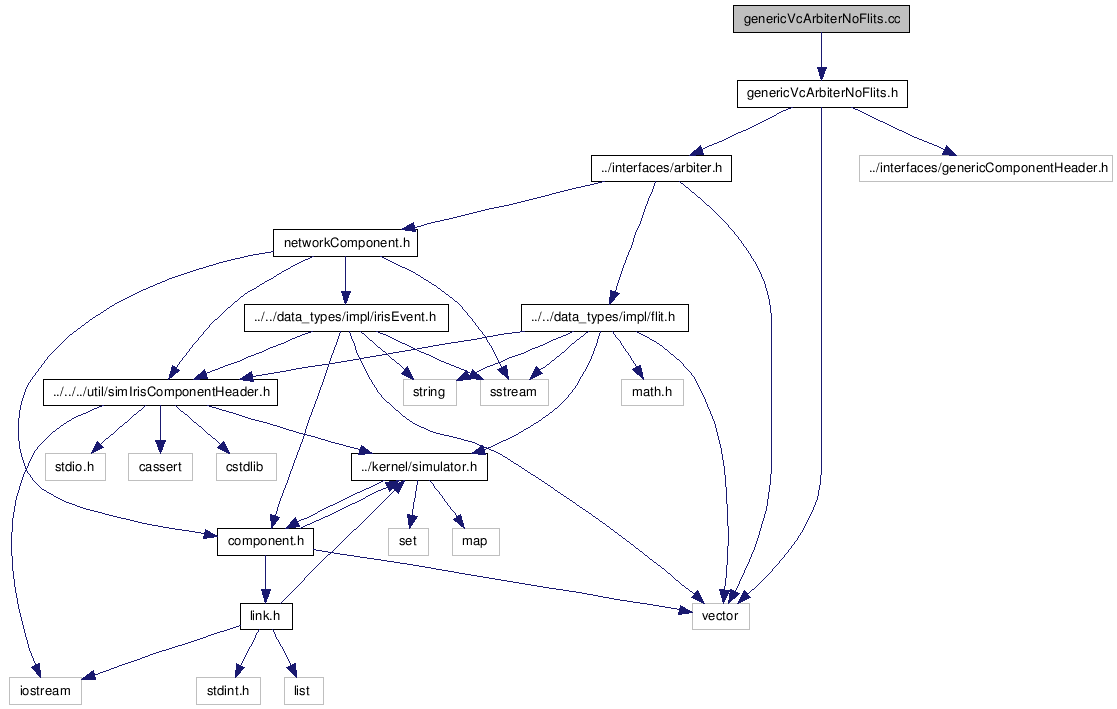 genericVcArbiterNoFlits.cc
genericVcArbiterNoFlits.h
../interfaces/arbiter.h
../interfaces/genericComponentHeader.h
networkComponent.h
../../data_types/impl/irisEvent.h
../../data_types/impl/flit.h
../../../util/simIrisComponentHeader.h
string
sstream
math.h
stdio.h
cassert
cstdlib
../kernel/simulator.h
component.h
set
map
link.h
vector
iostream
stdint.h
list